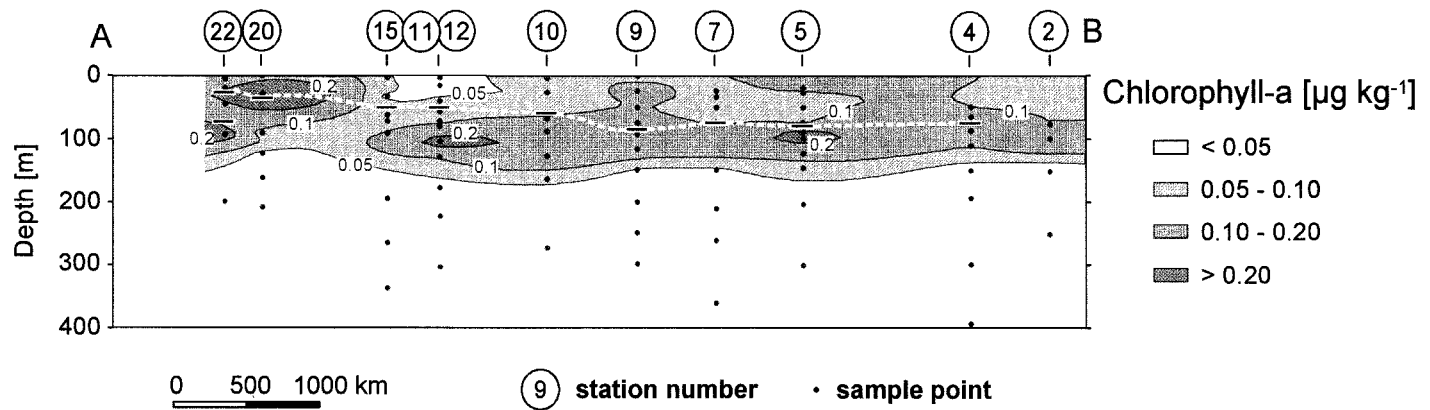 A 22 20 15 11 12 10 9 7 5 4 2 B
0
100
200
300
400
Depth [m]
0.2
0.1
0.2
0.05
0.05
0.2
0.1
0.1
0.2
0.1
Chlorophyll-a [µg kg-1]
< 0.05
0.05 - 0.10
0.10 - 0.20
> 0.20
0 500 1000 km
9 station number • sample point